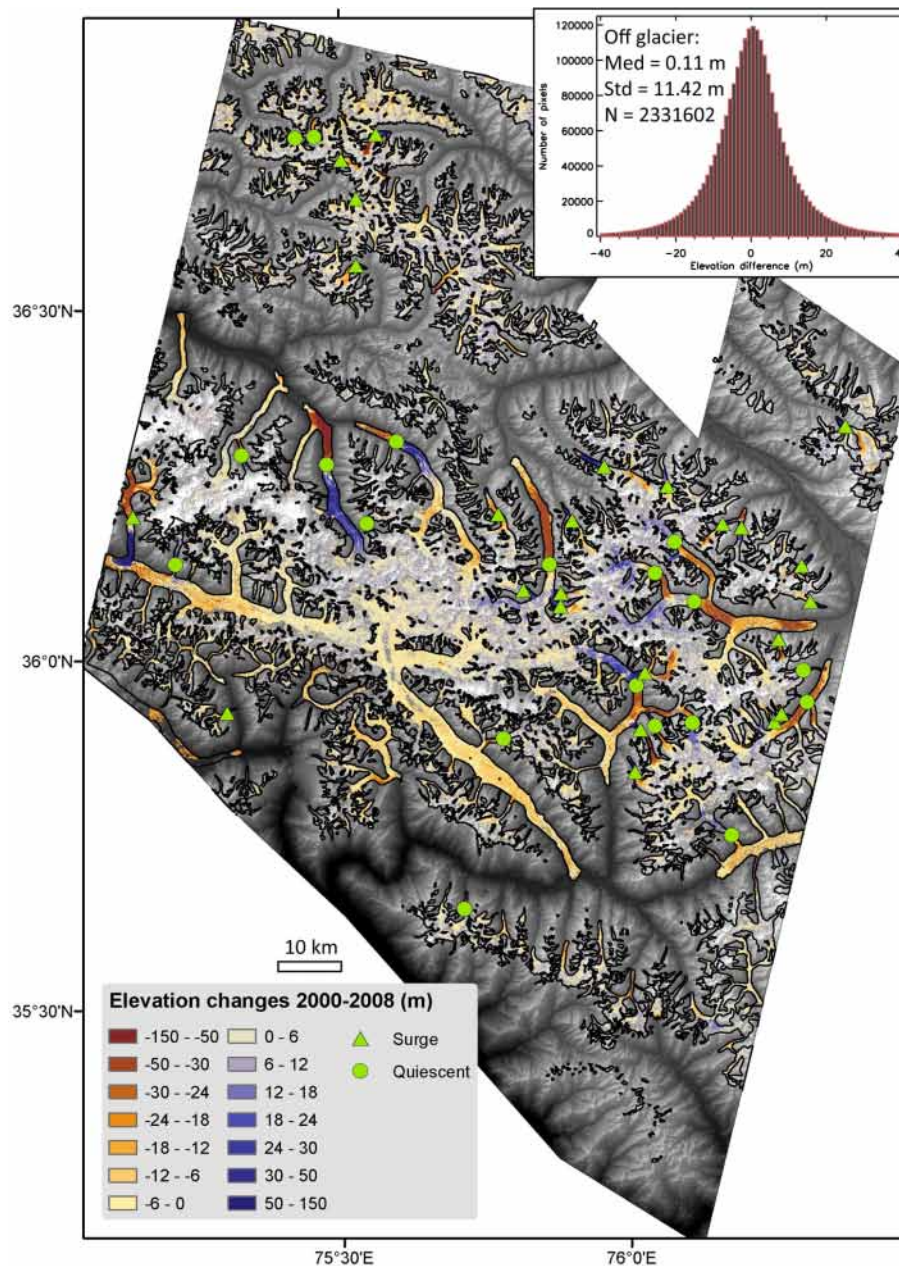 Off glacier:
Med = 0.11 m
Std = 11.42 m
N = 2331602
120000
100000
80000
60000
40000
20000
0
Number of pixels
-40
-20
0
20
Elevation difference (m)
36°30'N
36°0'N
35°30'N
10 km
Elevation changes 2000-2008 (m)
-150 - -50
-50 - -30
-30 - -24
-24 - -18
-18 - -12
-12 - -6
-6 - 0
0 - 6
6 - 12
12 - 18
18 - 24
24 - 30
30 - 50
50 - 150
Surge
Quiescent
75°30'E
76°0'E